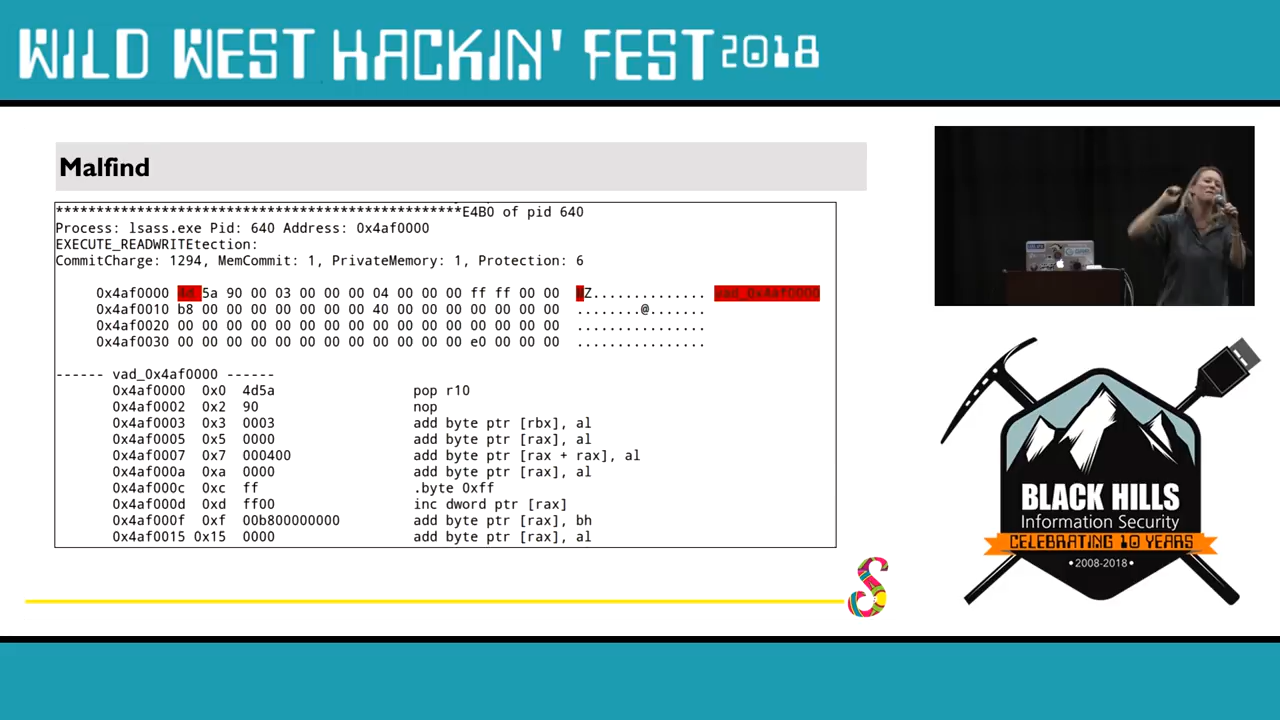 WILD WEST HACKIN' FEST 2018
Malfind
**************************************************E4B0 of pid 640
Process: lsass.exe Pid: 640 Address: 0x4af0000
EXECUTE_READWRITEtection:
CommitCharge: 1294, MemCommit: 1, PrivateMemory: 1, Protection: 6
0x4af0000 4d 5a 90 00 03 00 00 00 04 00 00 00 ff ff 00 00 MZ.............. vad_0x4af0000
0x4af0010 b8 00 00 00 00 00 00 00 40 00 00 00 00 00 00 00 ........@.......
0x4af0020 00 00 00 00 00 00 00 00 00 00 00 00 00 00 00 00 ................
0x4af0030 00 00 00 00 00 00 00 00 00 00 00 00 e0 00 00 00 ................
------ vad_0x4af0000 ------
0x4af0000 0x0 4d5a pop r10
0x4af0002 0x2 90 nop
0x4af0003 0x3 0003 add byte ptr [rbx], al
0x4af0005 0x5 0000 add byte ptr [rax], al
0x4af0007 0x7 000400 add byte ptr [rax + rax], al
0x4af000a 0xa 0000 add byte ptr [rax], al
0x4af000c 0xc ff .byte 0xff
0x4af000d 0xd ff00 inc dword ptr [rax]
0x4af000f 0xf 00b800000000 add byte ptr [rax], bh
0x4af0015 0x15 0000 add byte ptr [rax], al
S
BLACK HILLS
Information Security
CELEBRATING 10 YEARS
•2008-2018•